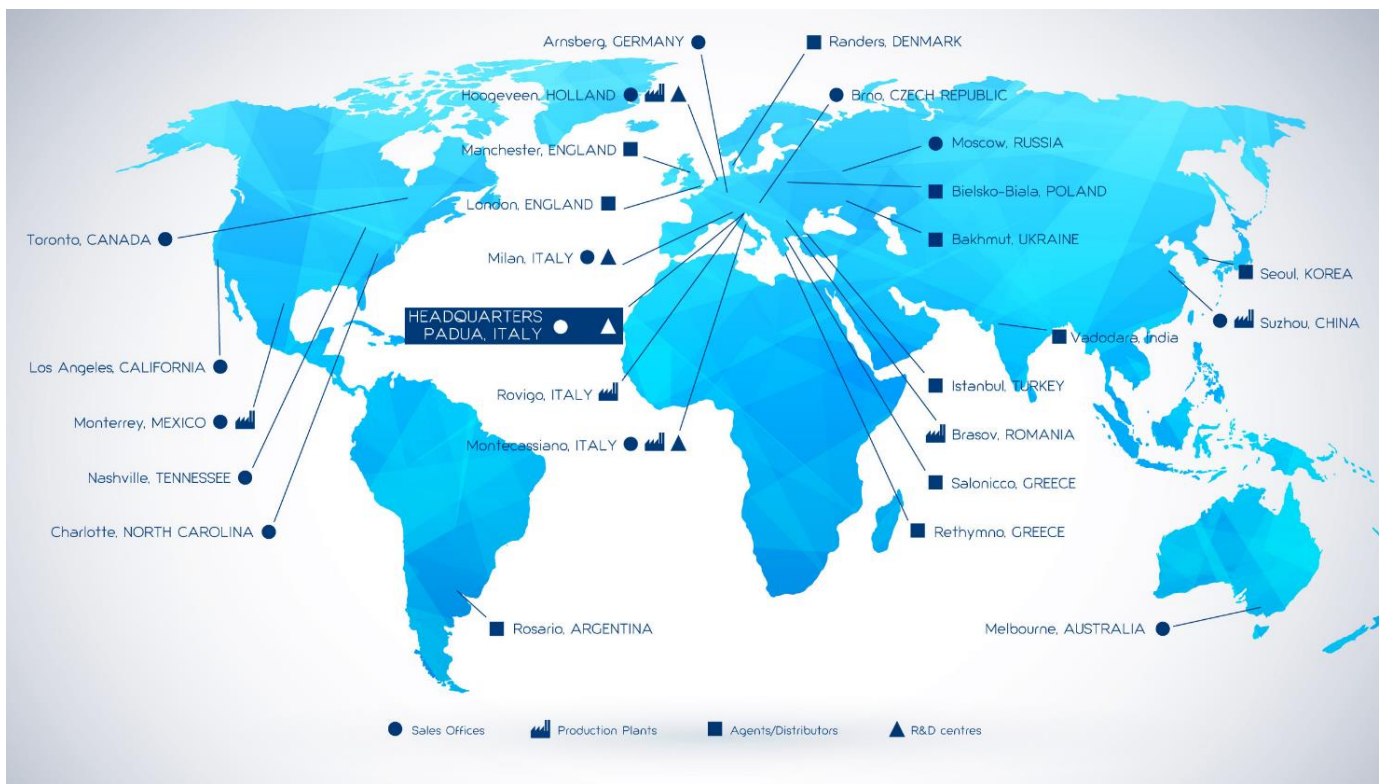 Arnsberg, GERMANY
Randers, DENMARK
Hoogeveen, HOLLAND
Brno, CZECH REPUBLIC
Manchester, ENGLAND
Moscow, RUSSIA
Bielsko-Biala, POLAND
London, ENGLAND
Toronto, CANADA
Bakhmut, UKRAINE
Milan, ITALY
Seoul, KOREA
HEADQUARTERS
PADUA, ITALY
Suzhou, CHINA
Vadodara, India
Los Angeles, CALIFORNIA
Istanbul, TURKEY
Rovigo, ITALY
Monterrey, MEXICO
Brasov, ROMANIA
Montecassiano, ITALY
Nashville, TENNESSEE
Salonicco, GREECE
Charlotte, NORTH CAROLINA
Rethymno, GREECE
Rosario, ARGENTINA
Melbourne, AUSTRALIA
Sales Offices
Production Plants
Agents/Distributors
R&D centres